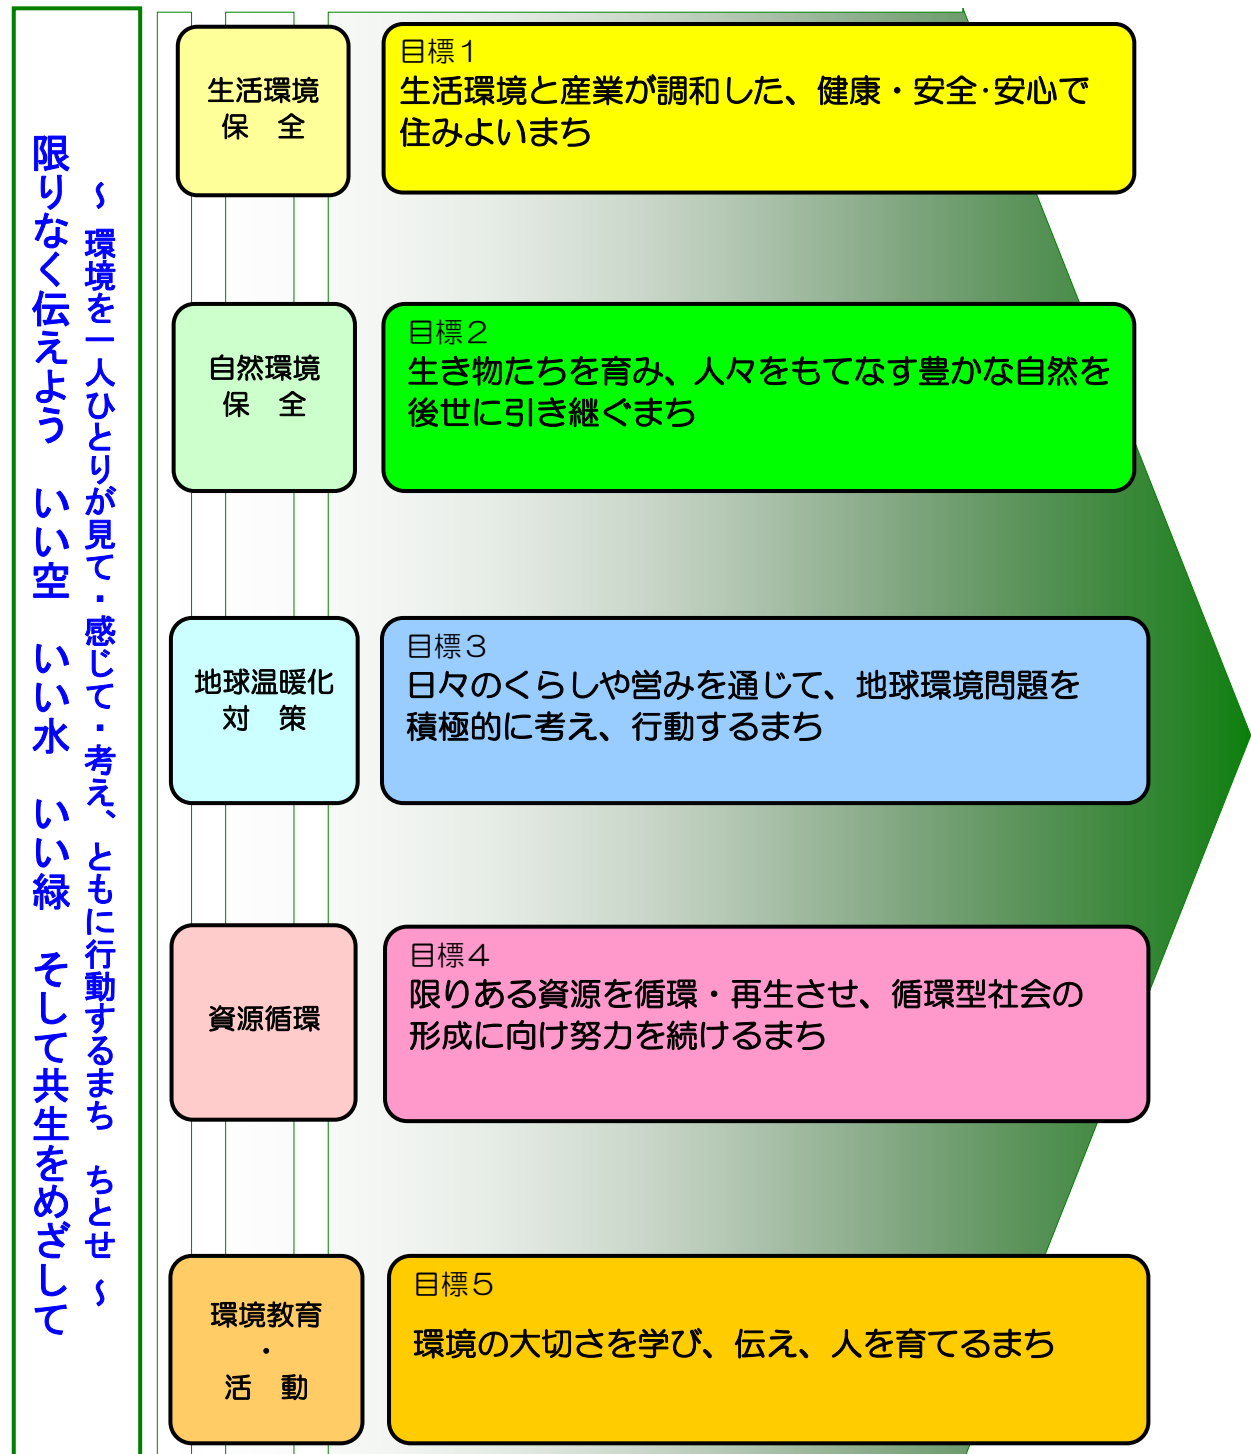 ～ 環境を一人ひとりが見て・感じて・考え、ともに行動するまち　ちとせ ～
限りなく伝えよう　いい空　いい水　いい緑　そして共生をめざして
生活環境
保　全
目標１
生活環境と産業が調和した、健康・安全･安心で
住みよいまち
自然環境
保　全
目標２
生き物たちを育み、人々をもてなす豊かな自然を
後世に引き継ぐまち
地球温暖化
対　策
目標３
日々のくらしや営みを通じて、地球環境問題を
積極的に考え、行動するまち
資源循環
目標４
限りある資源を循環・再生させ、循環型社会の
形成に向け努力を続けるまち
環境教育
・
活　動
目標５
環境の大切さを学び、伝え、人を育てるまち